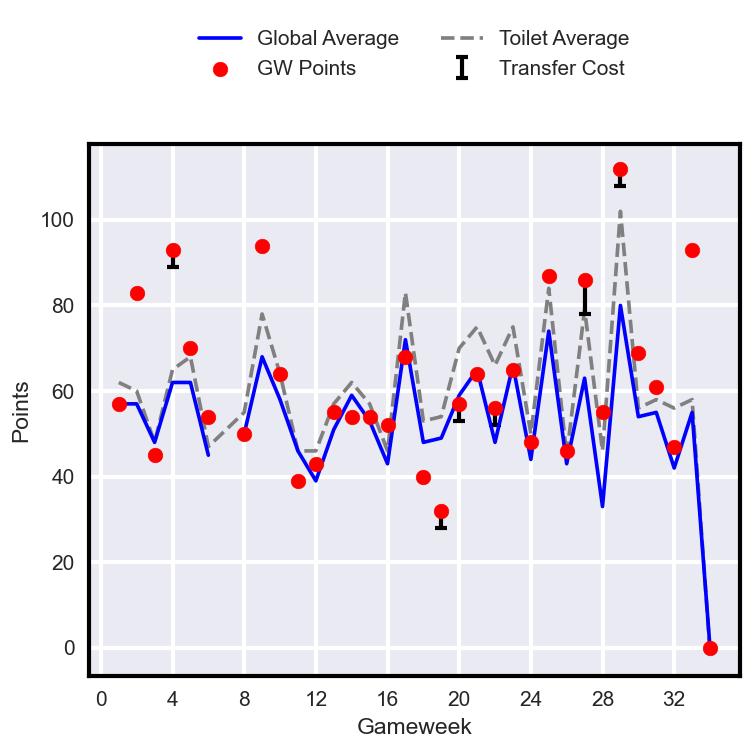 Global Average
Toilet Average
GW Points
Transfer Cost
100
80
60
40
20
0
Points
0 4 8 12 16 20 24 28 32
Gameweek